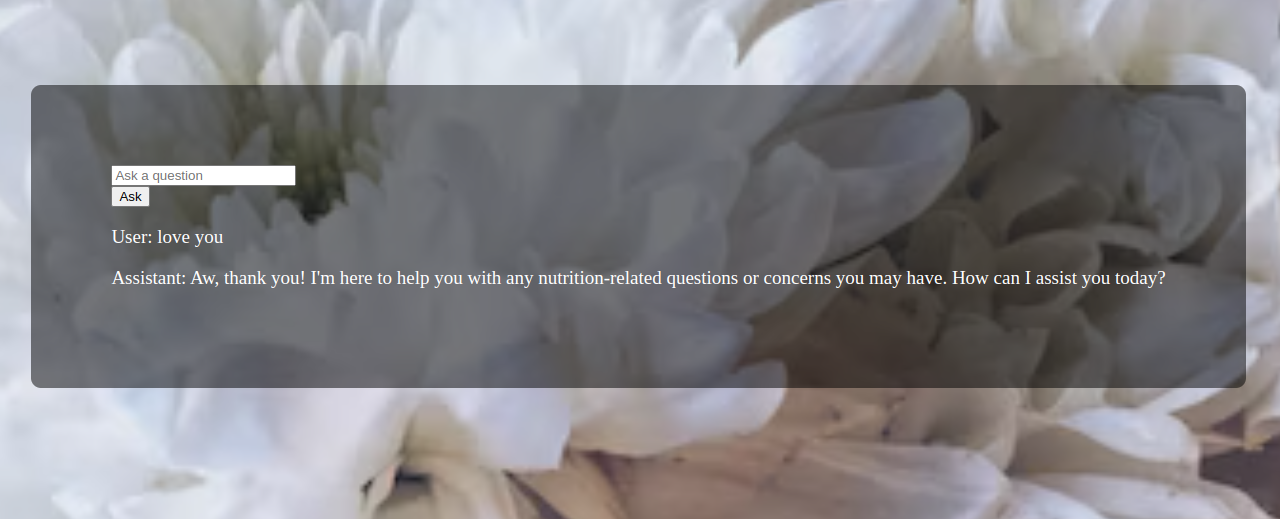 Ask a question
Ask
User: love you
Assistant: Aw, thank you! I'm here to help you with any nutrition-related questions or concerns you may have. How can I assist you today?